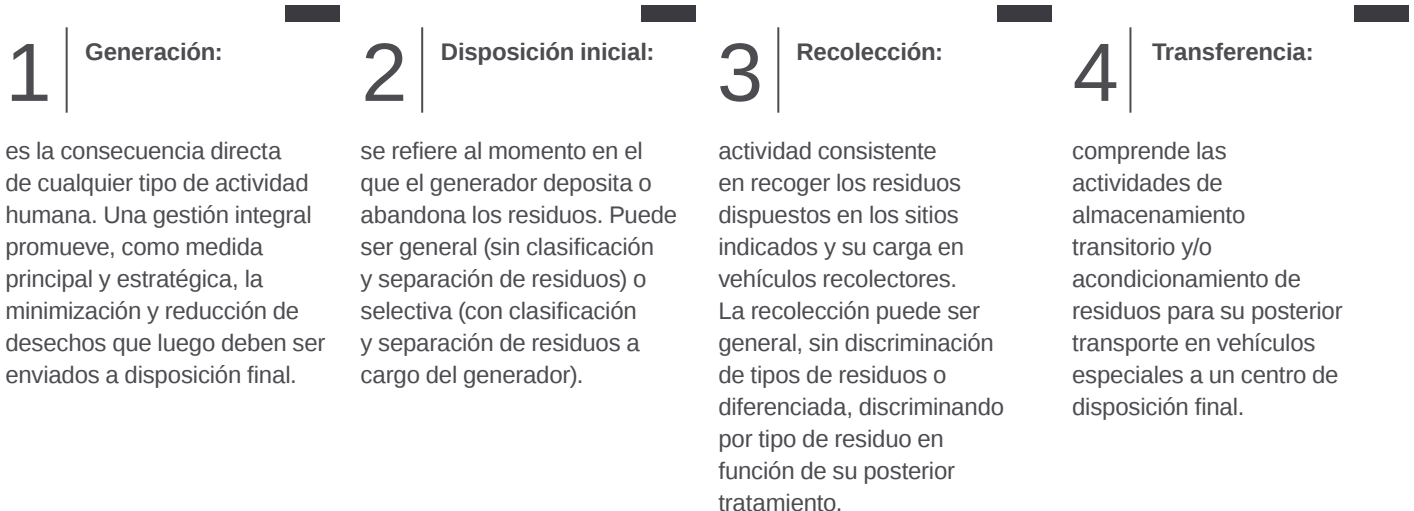 1
Generación:
es la consecuencia directa
de cualquier tipo de actividad
humana. Una gestión integral
promueve, como medida
principal y estratégica, la
minimización y reducción de
desechos que luego deben ser
enviados a disposición final.
2
Disposición inicial:
se refiere al momento en el
que el generador deposita o
abandona los residuos. Puede
ser general (sin clasificación
y separación de residuos) o
selectiva (con clasificación
y separación de residuos a
cargo del generador).
3
Recolección:
actividad consistente
en recoger los residuos
dispuestos en los sitios
indicados y su carga en
vehículos recolectores.
La recolección puede ser
general, sin discriminación
de tipos de residuos o
diferenciada, discriminando
por tipo de residuo en
función de su posterior
tratamiento.
4
Transferencia:
comprende las
actividades de
almacenamiento
transitorio y/o
acondicionamiento de
residuos para su posterior
transporte en vehículos
especiales a un centro de
disposición final.